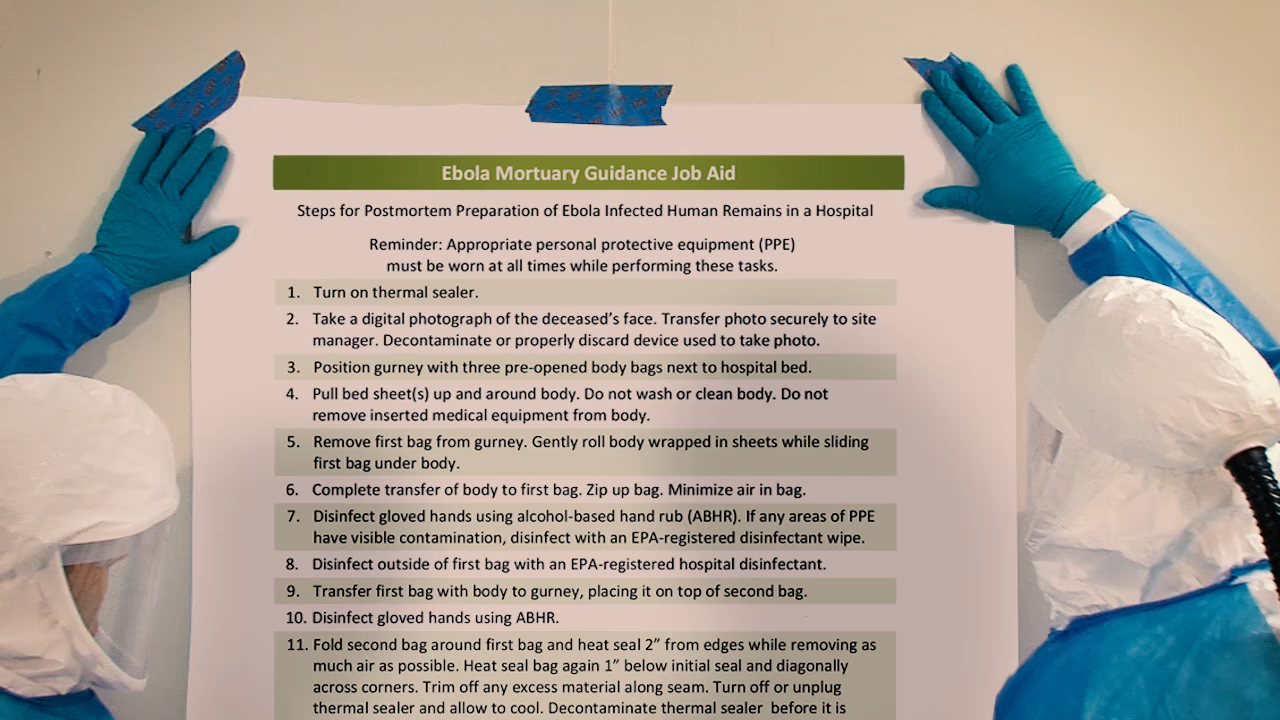 Ebola Mortuary Guidance Job Aid
Steps for Postmortem Preparation of Ebola Infected Human Remains in a Hospital
Reminder: Appropriate personal protective equipment (PPE)
must be worn at all times while performing these tasks.
1. Turn on thermal sealer.
2. Take a digital photograph of the deceased’s face. Transfer photo securely to site
manager. Decontaminate or properly discard device used to take photo.
3. Position gurney with three pre-opened body bags next to hospital bed.
4. Pull bed sheet(s) up and around body. Do not wash or clean body. Do not
remove inserted medical equipment from body.
5. Remove first bag from gurney. Gently roll body wrapped in sheets while sliding
first bag under body.
6. Complete transfer of body to first bag. Zip up bag. Minimize air in bag.
7. Disinfect gloved hands using alcohol-based hand rub (ABHR). If any areas of PPE
have visible contamination, disinfect with an EPA-registered disinfectant wipe.
8. Disinfect outside of first bag with an EPA-registered hospital disinfectant.
9. Transfer first bag with body to gurney, placing it on top of second bag.
10. Disinfect gloved hands using ABHR.
11. Fold second bag around first bag and heat seal 2” from edges while removing as
much air as possible. Heat seal bag again 1” below initial seal and diagonally
across corners. Trim off any excess material along seam. Turn off or unplug
thermal sealer and allow to cool. Decontaminate thermal sealer before it is